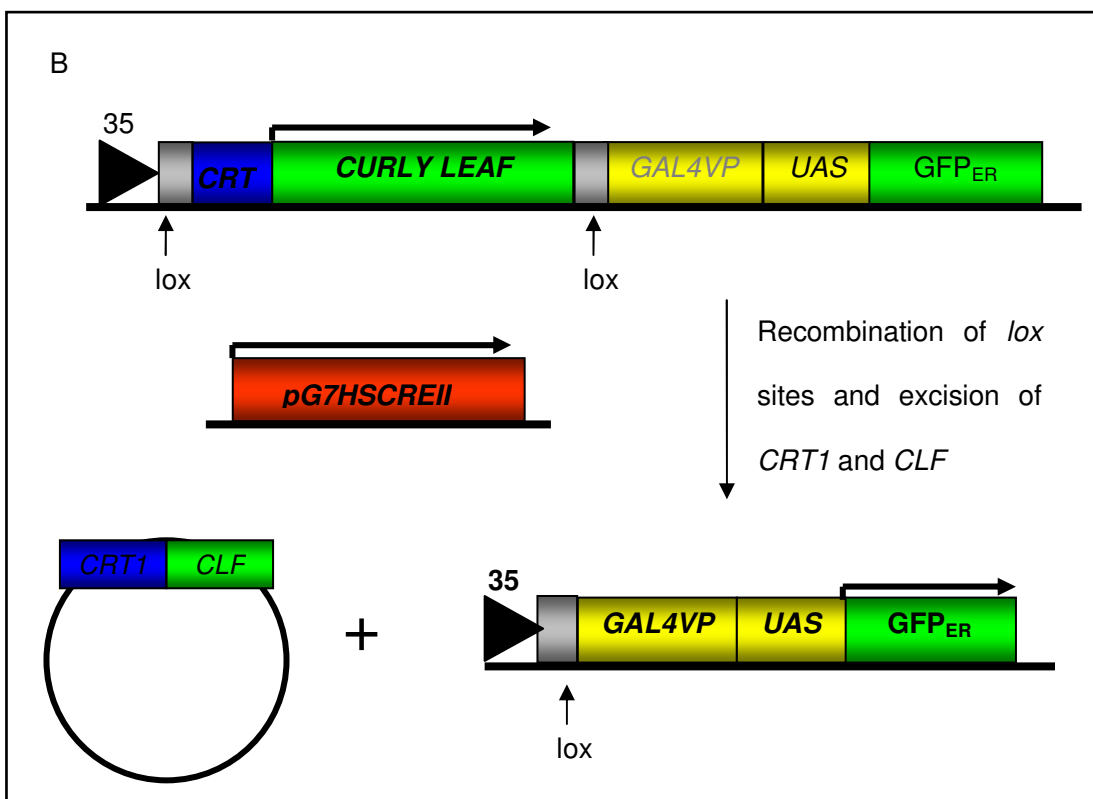 B
35
CRT CURLY LEAF GAL4VP UAS GFPER
lox lox
Recombination of lox
sites and excision of
CRT1 and CLF
pG7HSCREII
CRT1 CLF
+
35
GAL4VP UAS GFPER
lox